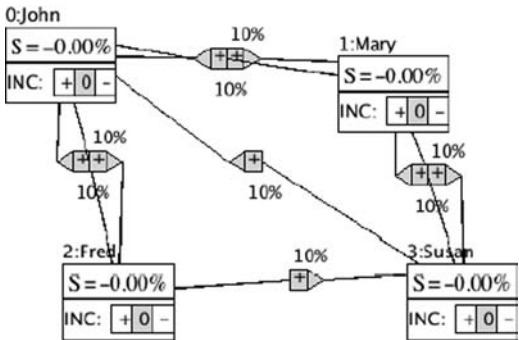 0:John
10%
S = -0.00%
+ +
1:Mary
INC: + 0 -
10%
S = -0.00%
INC: + 0 -
10%
+ +
10%
+
10%
10%
+ +
10%
2:Fred
10%
3:Susan
S = -0.00%
+
S = -0.00%
INC: + 0 -
INC: + 0 -